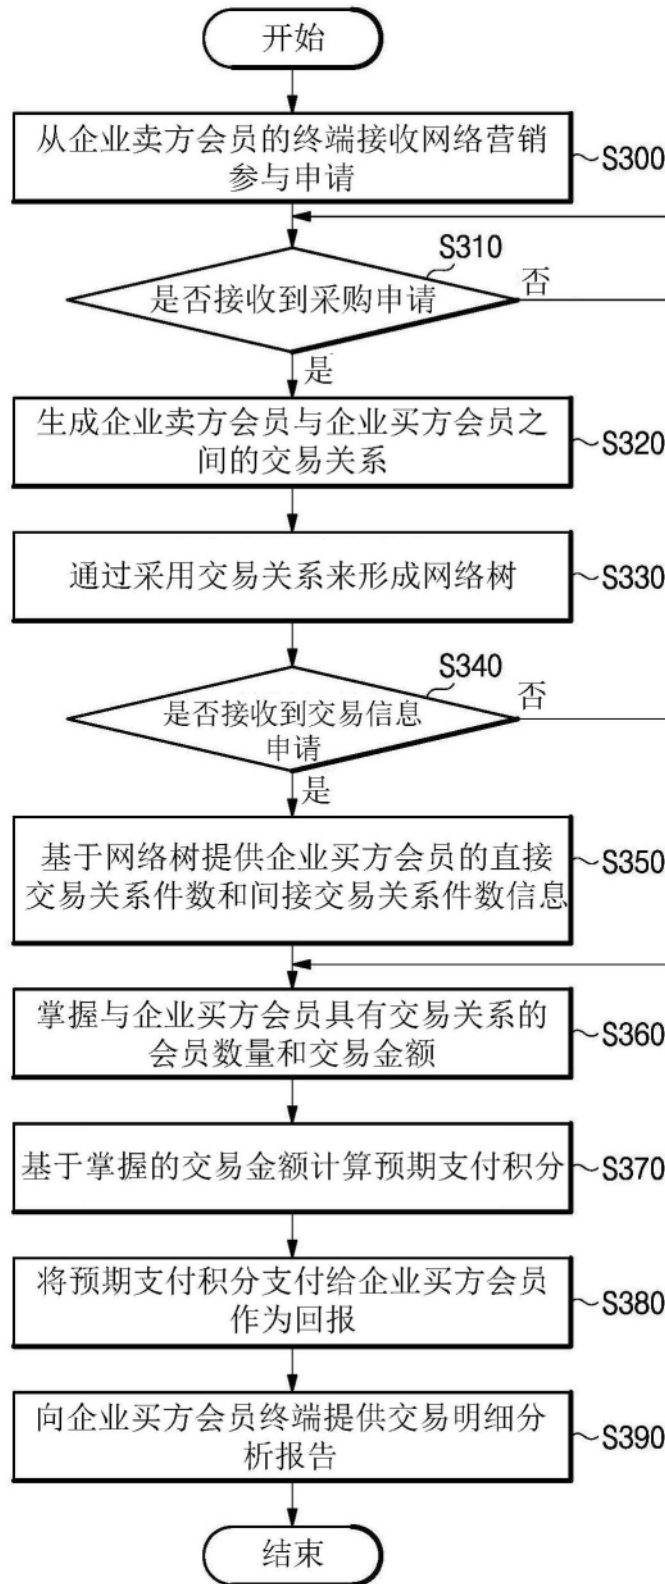 开始
从企业卖方会员的终端接收网络营销
参与申请
S300
S310
是否接收到采购申请
否
是
生成企业卖方会员与企业买方会员之
间的交易关系
S320
通过采用交易关系来形成网络树
S330
S340
是否接收到交易信息
申请
否
是
基于网络树提供企业买方会员的直接
交易关系件数和间接交易关系件数信息
S350
掌握与企业买方会员具有交易关系的
会员数量和交易金额
S360
基于掌握的交易金额计算预期支付积分
S370
将预期支付积分支付给企业买方会员
作为回报
S380
向企业买方会员终端提供交易明细分
析报告
S390
结束